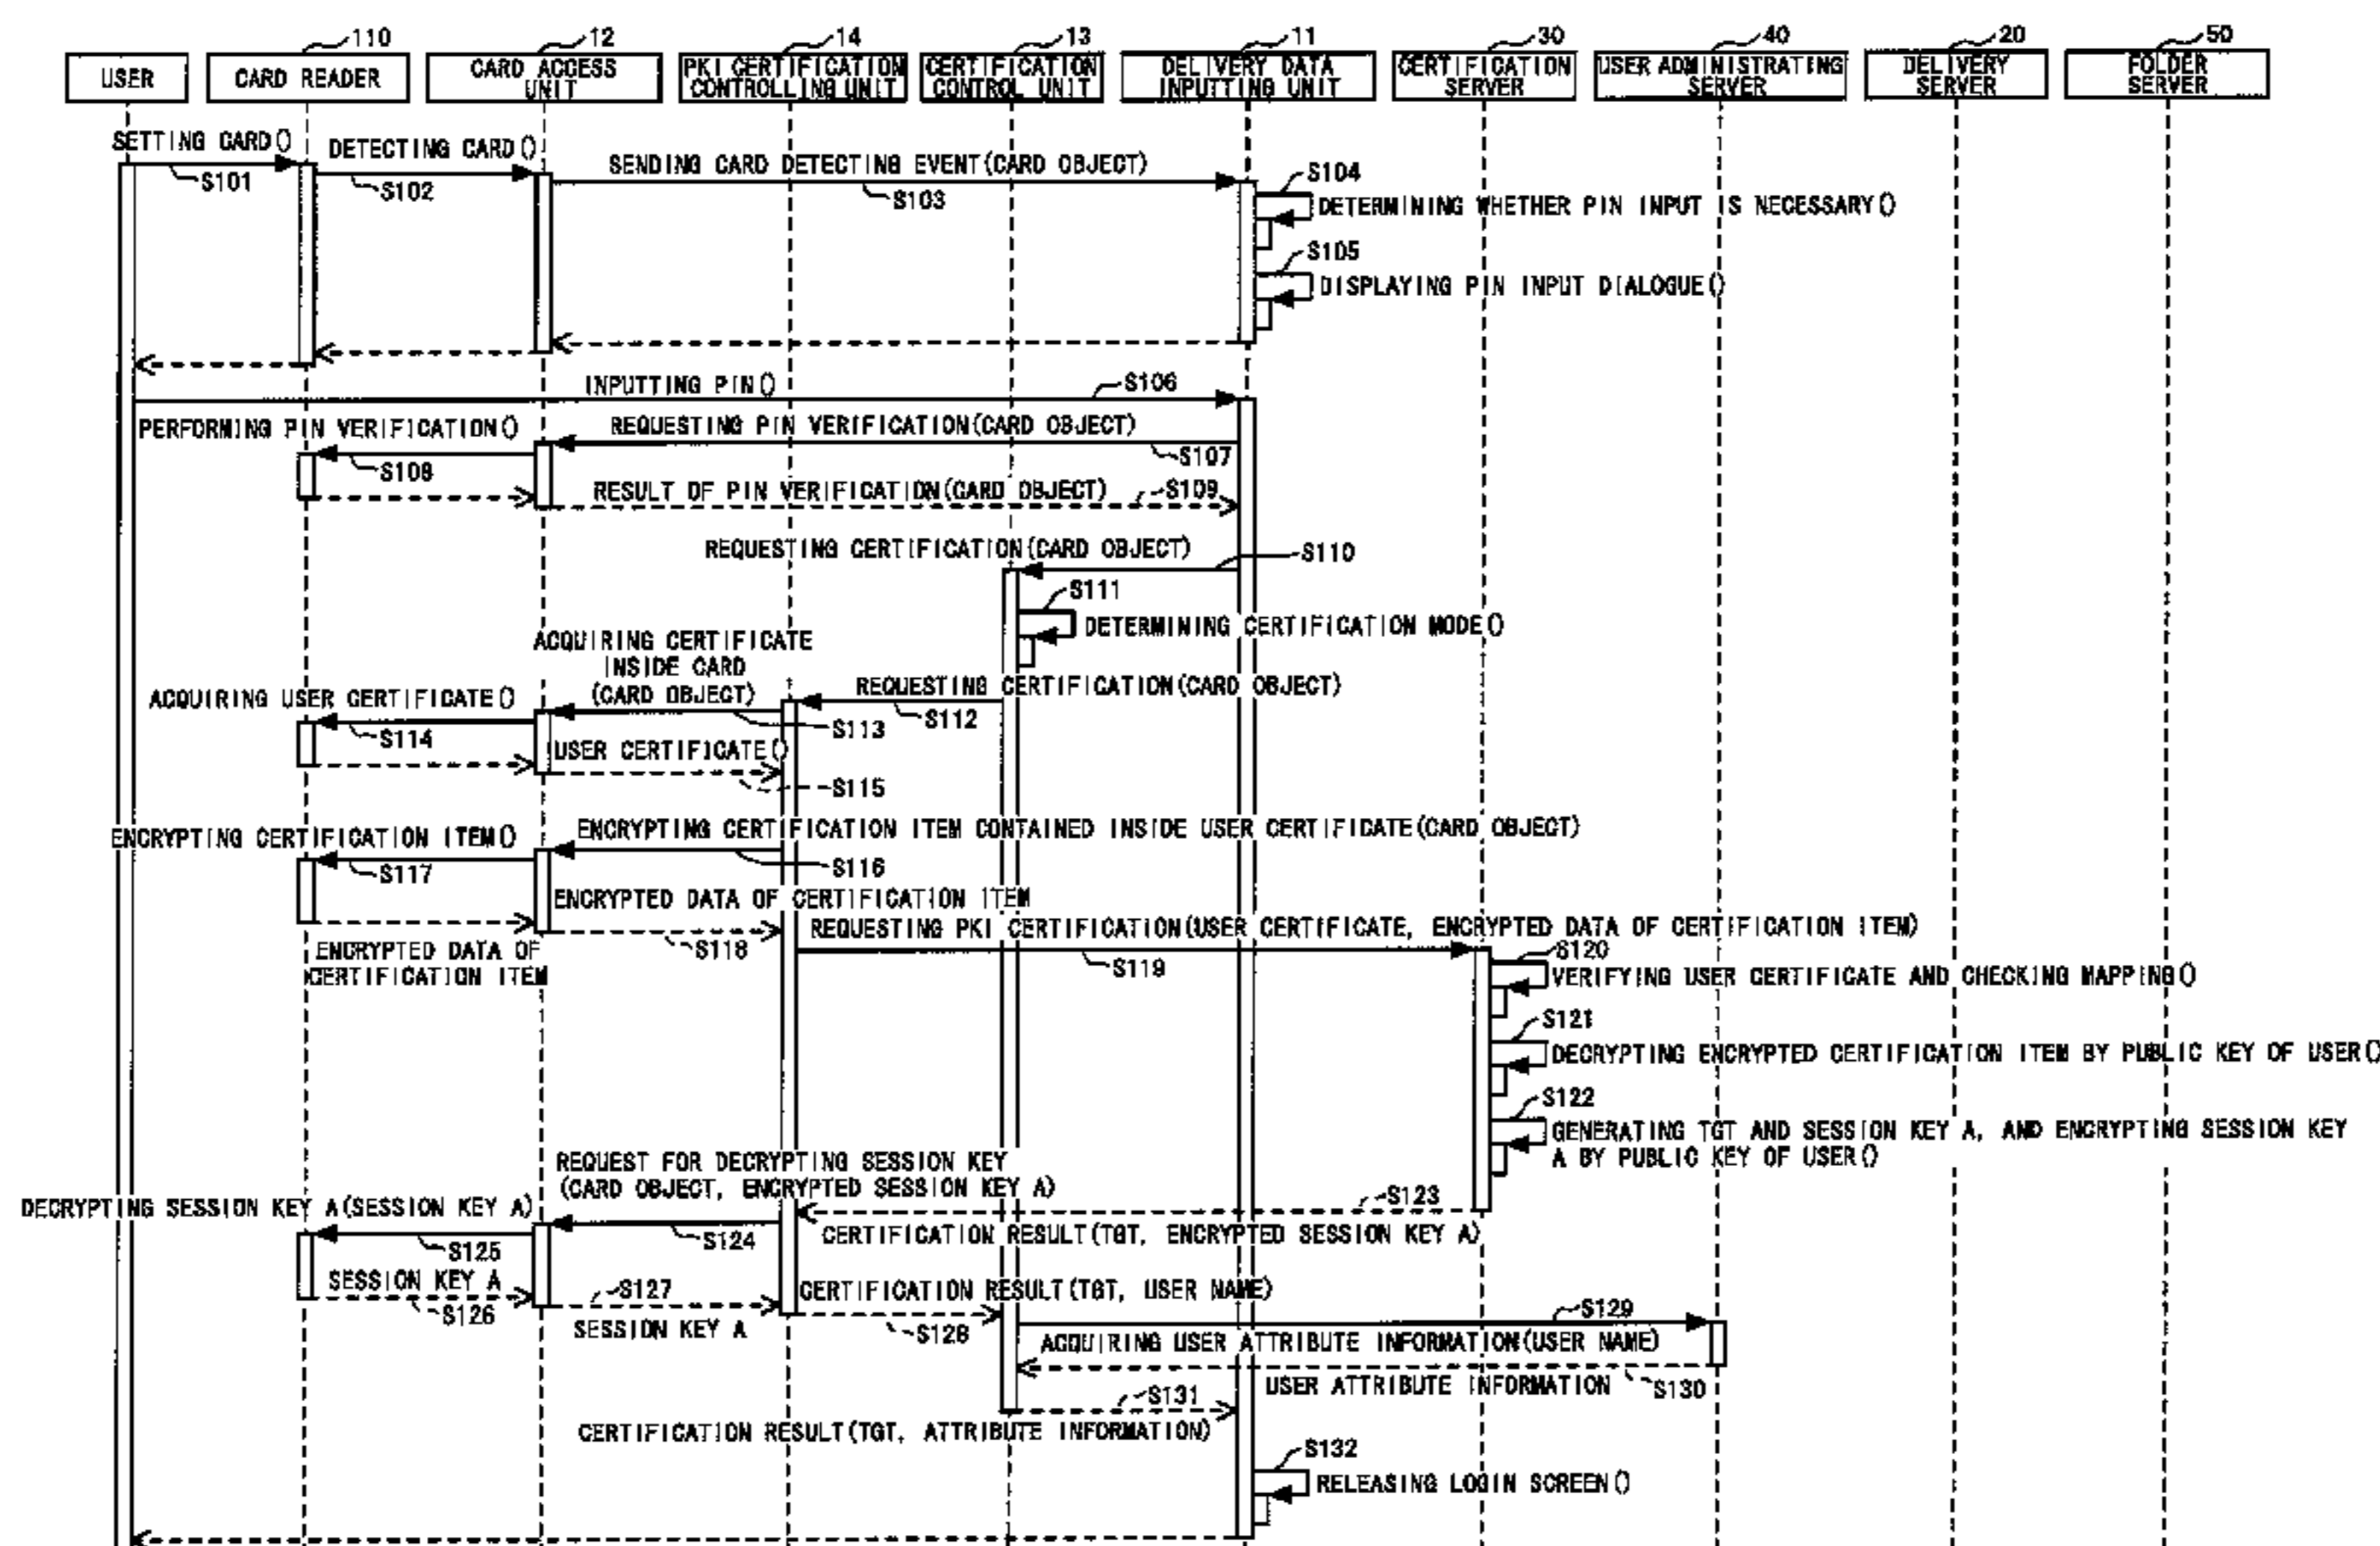 110
12
14
13
11
30
40
20
50
USER
CARD READER
CARD ACCESS
UNIT
PKI CERTIFICATION
CONTROLLING UNIT
CERTIFICATION
CONTROL UNIT
DELIVERY DATA
INPUTTING UNIT
CERTIFICATION
SERVER
USER ADMINISTRATING
SERVER
DELIVERY
SERVER
FOLDER
SERVER
SETTING CARD()
S101
DETECTING CARD()
S102
SENDING CARD DETECTING EVENT(CARD OBJECT)
S103
S104
DETERMINING WHETHER PIN INPUT IS NECESSARY()
S105
DISPLAYING PIN INPUT DIALOGUE()
INPUTTING PIN()
S106
PERFORMING PIN VERIFICATION()
REQUESTING PIN VERIFICATION(CARD OBJECT)
S107
S108
RESULT OF PIN VERIFICATION(CARD OBJECT)
S109
REQUESTING CERTIFICATION(CARD OBJECT)
S110
S111
DETERMINING CERTIFICATION MODE()
ACQUIRING CERTIFICATE
INSIDE CARD
(CARD OBJECT)
ACQUIRING USER CERTIFICATE()
REQUESTING CERTIFICATION(CARD OBJECT)
S112
S113
S114
USER CERTIFICATE()
S115
ENCRYPTING CERTIFICATION ITEM()
ENCRYPTING CERTIFICATION ITEM CONTAINED INSIDE USER CERTIFICATE(CARD OBJECT)
S116
S117
ENCRYPTED DATA OF CERTIFICATION ITEM
S118
ENCRYPTED DATA OF
CERTIFICATION ITEM
REQUESTING PKI CERTIFICATION(USER CERTIFICATE, ENCRYPTED DATA OF CERTIFICATION ITEM)
S119
S120
VERIFYING USER CERTIFICATE AND CHECKING MAPPING()
S121
DECRYPTING ENCRYPTED CERTIFICATION ITEM BY PUBLIC KEY OF USER()
S122
GENERATING TGT AND SESSION KEY A, AND ENCRYPTING SESSION KEY
A BY PUBLIC KEY OF USER()
REQUEST FOR DECRYPTING SESSION KEY
(CARD OBJECT, ENCRYPTED SESSION KEY A)
S123
CERTIFICATION RESULT(TGT, ENCRYPTED SESSION KEY A)
DECRYPTING SESSION KEY A(SESSION KEY A)
S124
S125
SESSION KEY A
S126
S127
SESSION KEY A
CERTIFICATION RESULT(TGT, USER NAME)
S128
S129
ACQUIRING USER ATTRIBUTE INFORMATION(USER NAME)
USER ATTRIBUTE INFORMATION
S130
S131
CERTIFICATION RESULT(TGT, ATTRIBUTE INFORMATION)
S132
RELEASING LOGIN SCREEN()